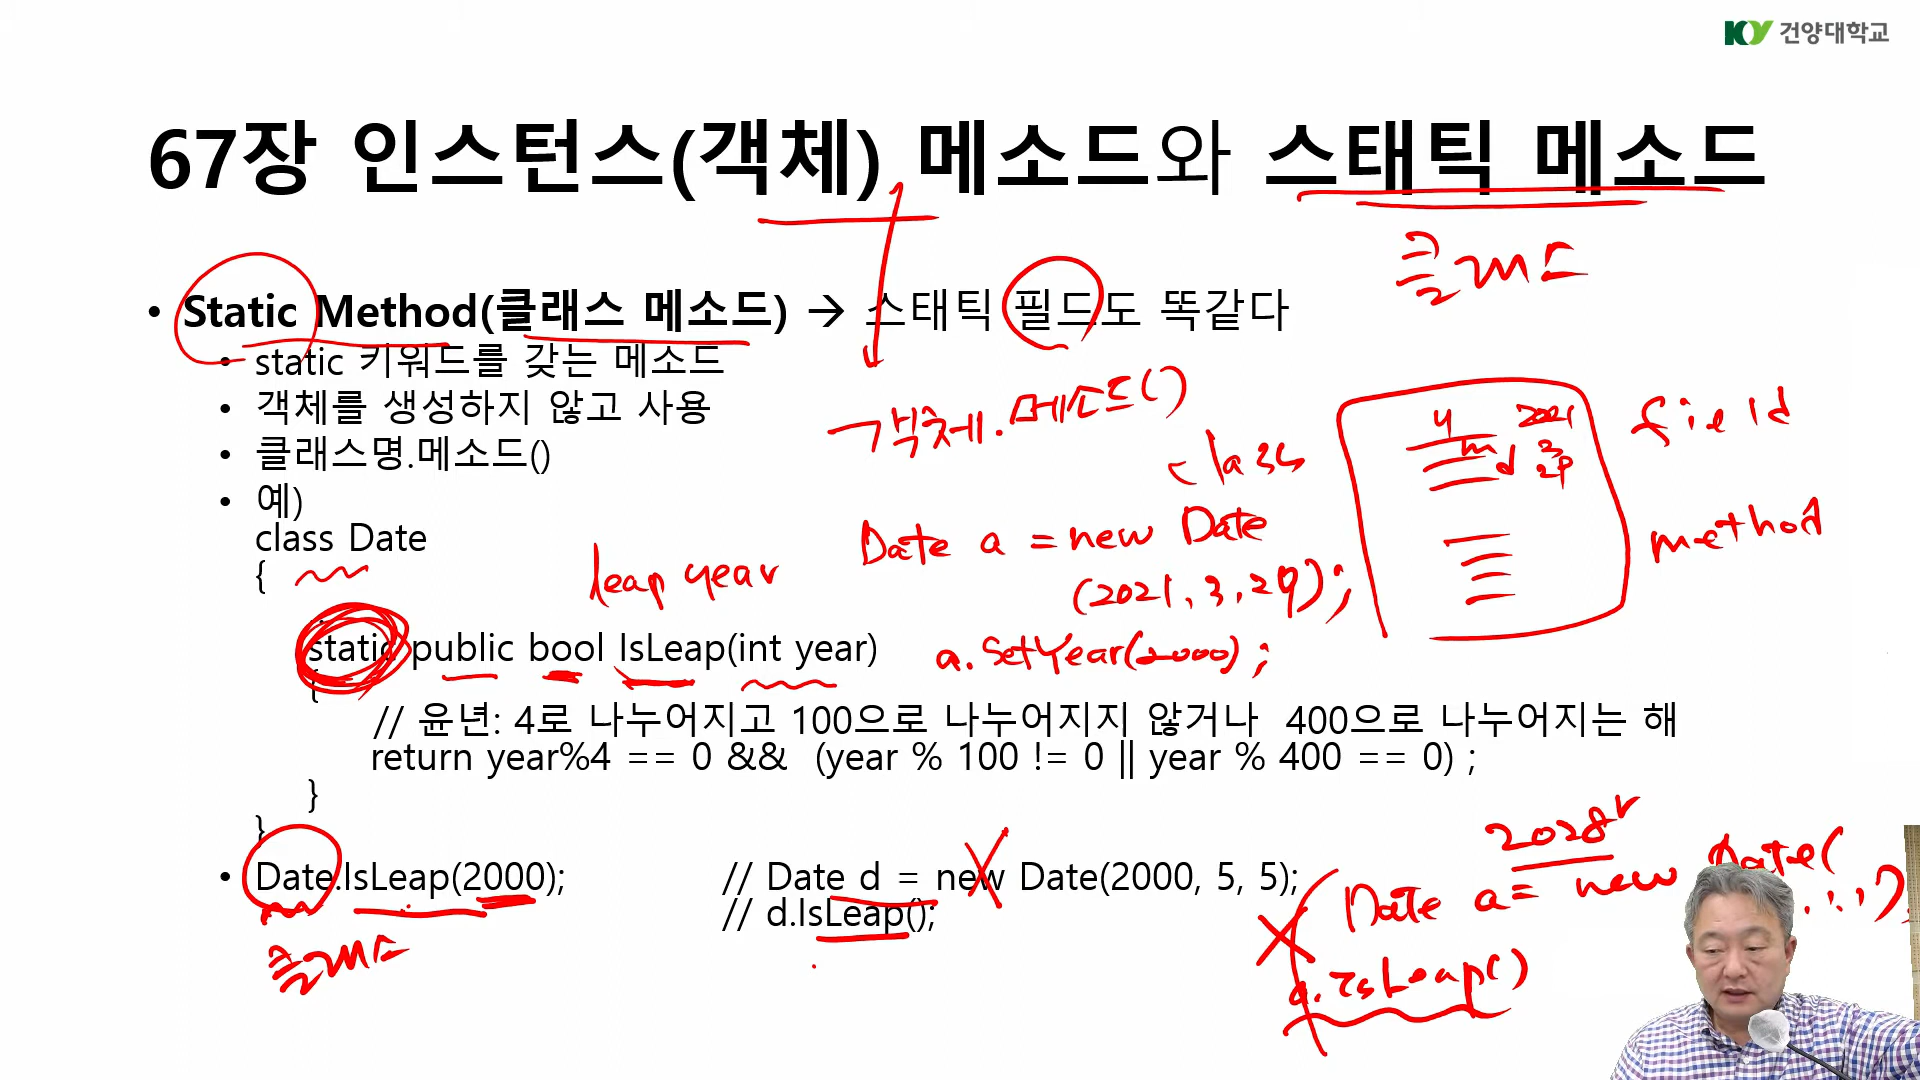 건양대학교
67장 인스턴스(객체) 메소드와 스태틱 메소드
클래스
• Static Method(클래스 메소드) → 스태틱 필드도 똑같다
• static 키워드를 갖는 메소드
• 객체를 생성하지 않고 사용
객체.메소드()
y 2021
m 3
d 29
field
• 클래스명.메소드()
class
• 예)
class Date
Date a = new Date
method
{
leap year
(2021, 3, 29);
static public bool IsLeap(int year)
a.SetYear(2000);
{
// 윤년: 4로 나누어지고 100으로 나누어지지 않거나 400으로 나누어지는 해
return year%4 == 0 && (year % 100 != 0 || year % 400 == 0) ;
}
}
2028
• Date.IsLeap(2000); // Date d = new Date(2000, 5, 5);
// d.IsLeap();
Date a = new Date(
. . . );
클래스
a.IsLeap()